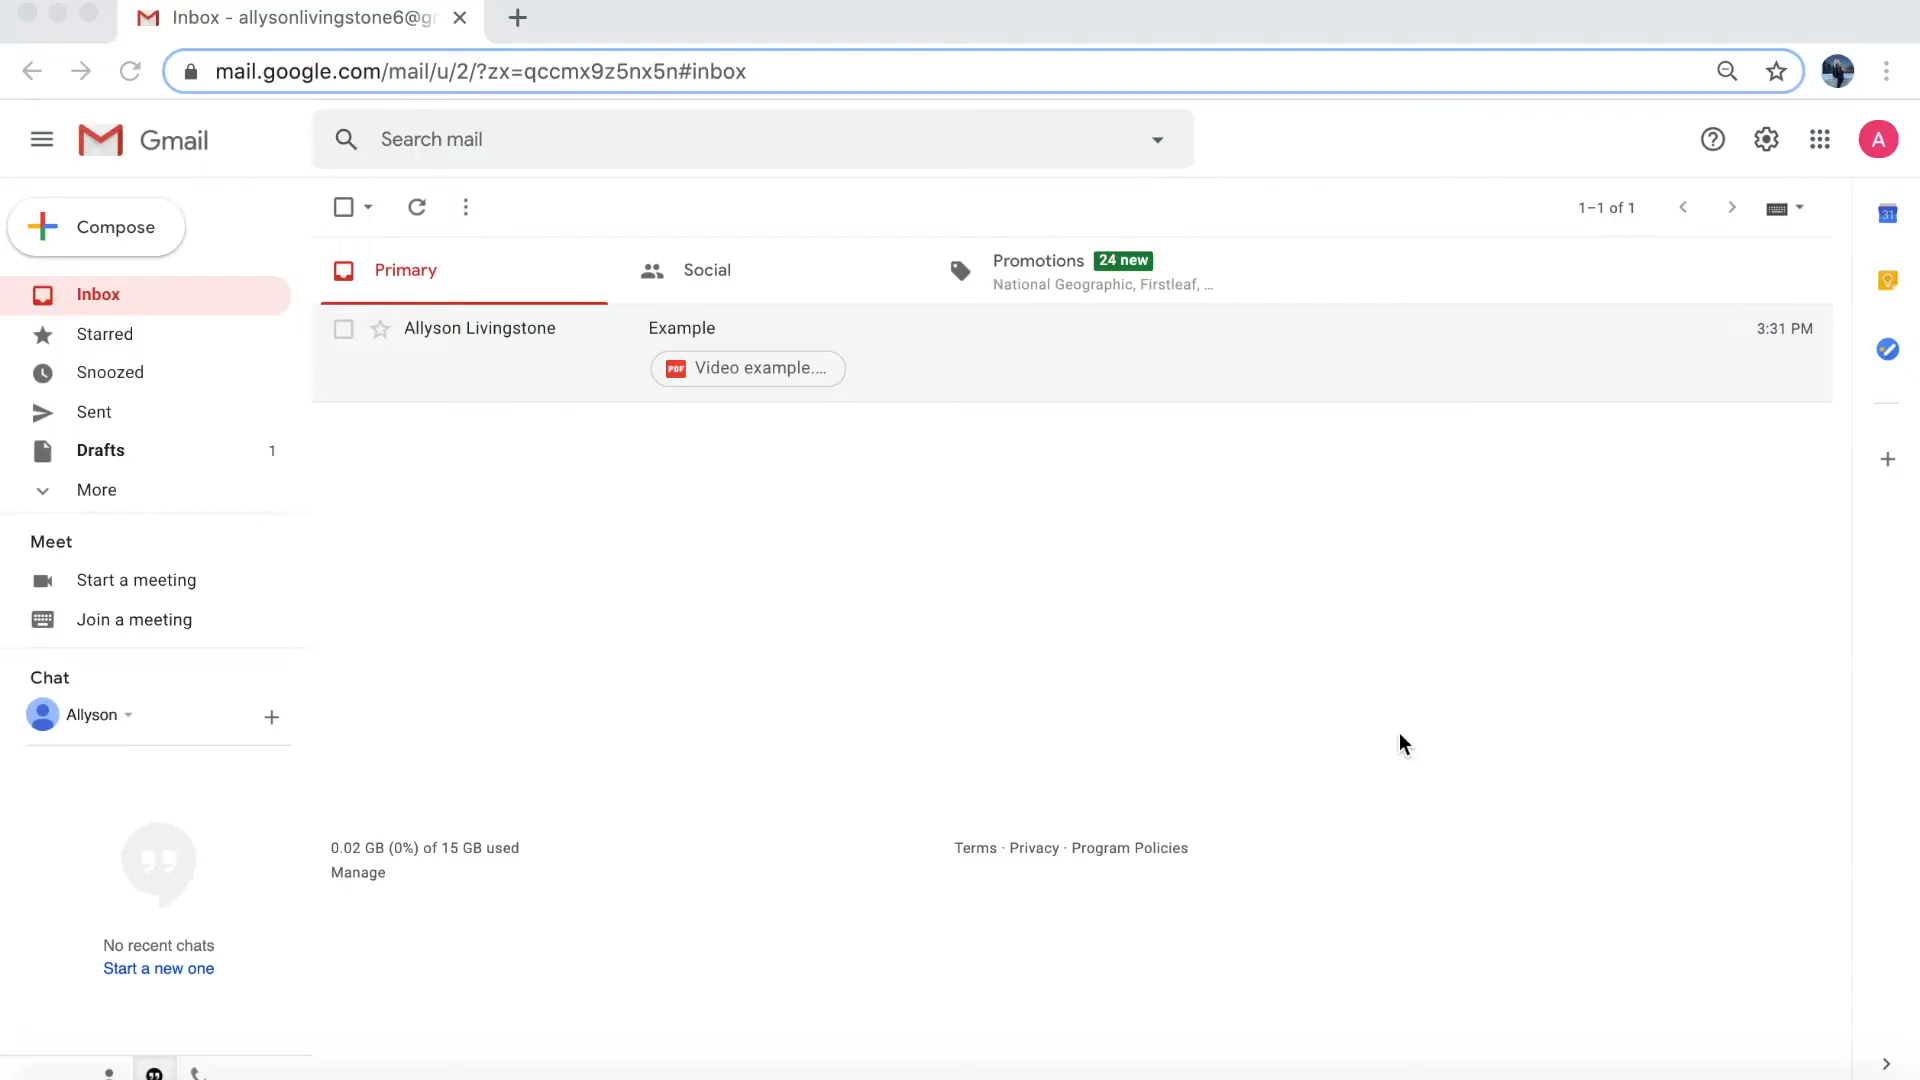 Inbox - allysonlivingstone6@gm
mail.google.com/mail/u/2/?zx=qccmx9z5nx5n#inbox
Gmail
Search mail
A
Compose
1–1 of 1
31
Primary
Social
Promotions 24 new
National Geographic, Firstleaf, ...
Inbox
Allyson Livingstone Example 3:31 PM
PDF Video example....
Starred
Snoozed
Sent
Drafts 1
More
Meet
Start a meeting
Join a meeting
Chat
Allyson
0.02 GB (0%) of 15 GB used
Manage
Terms · Privacy · Program Policies
No recent chats
Start a new one